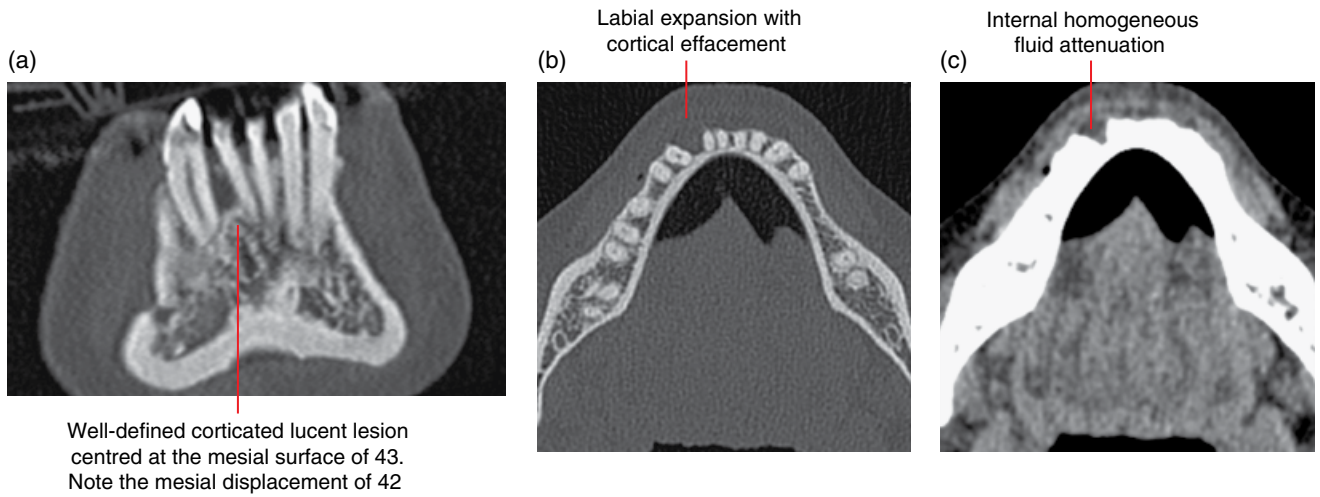 (a)
Well-defined corticated lucent lesion
centred at the mesial surface of 43.
Note the mesial displacement of 42
Labial expansion with
cortical effacement
(b)
Internal homogeneous
fluid attenuation
(c)